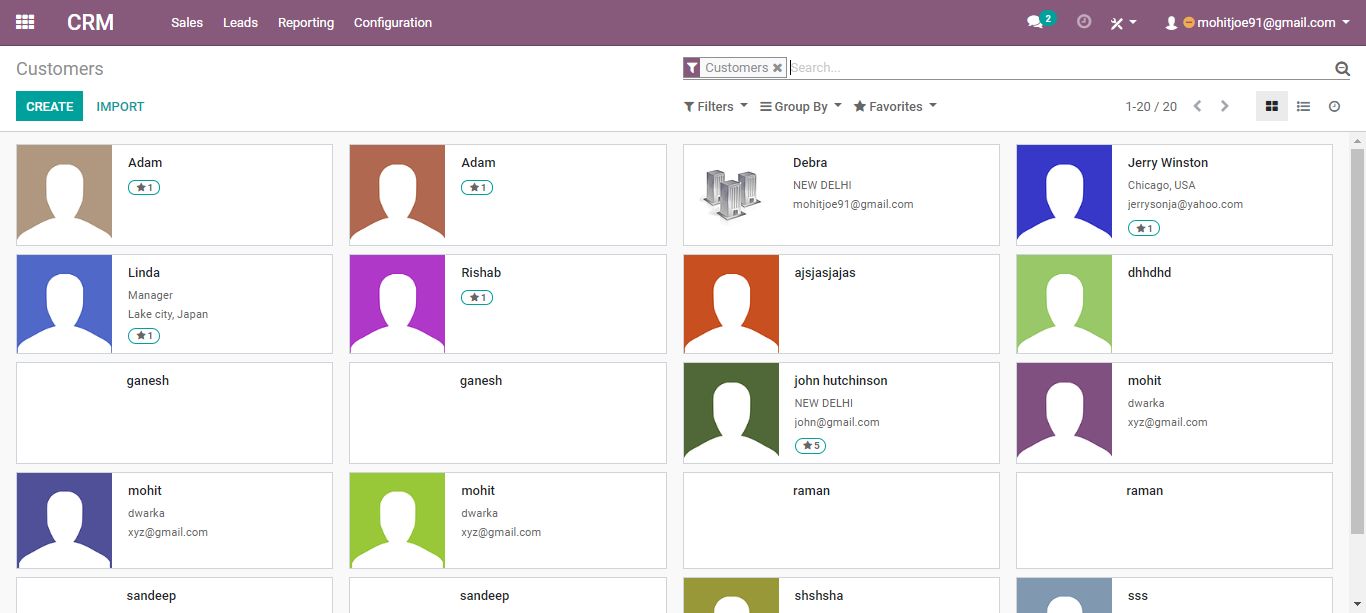 CRM
Sales Leads Reporting Configuration
2
mohitjoe91@gmail.com
Customers
Customers Search...
CREATE IMPORT
Filters Group By Favorites
1-20 / 20
Adam
1
Adam
1
Debra
NEW DELHI
mohitjoe91@gmail.com
Jerry Winston
Chicago, USA
jerrysonja@yahoo.com
1
Linda
Manager
Lake city, Japan
1
Rishab
1
ajsjasjajas
dhhdhd
ganesh
ganesh
john hutchinson
NEW DELHI
john@gmail.com
5
mohit
dwarka
xyz@gmail.com
mohit
dwarka
xyz@gmail.com
mohit
dwarka
xyz@gmail.com
raman
raman
sandeep
sandeep
shshsha
sss